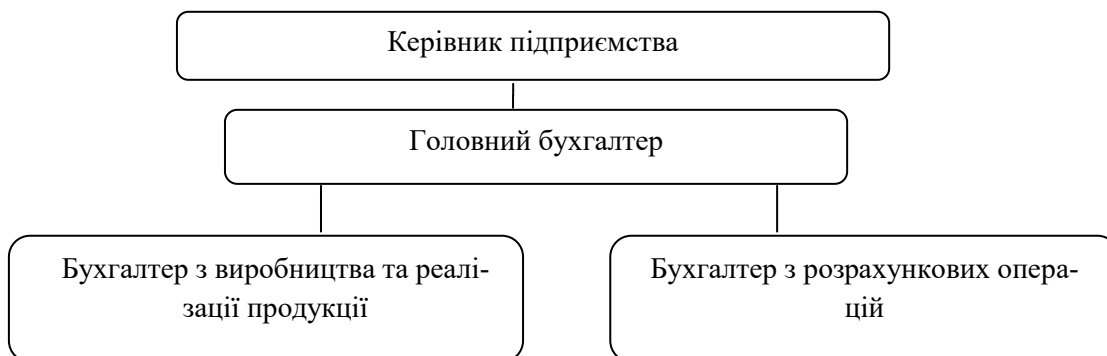 Керівник підприємства
Головний бухгалтер
Бухгалтер з виробництва та реалі-
зації продукції
Бухгалтер з розрахункових опера-
цій